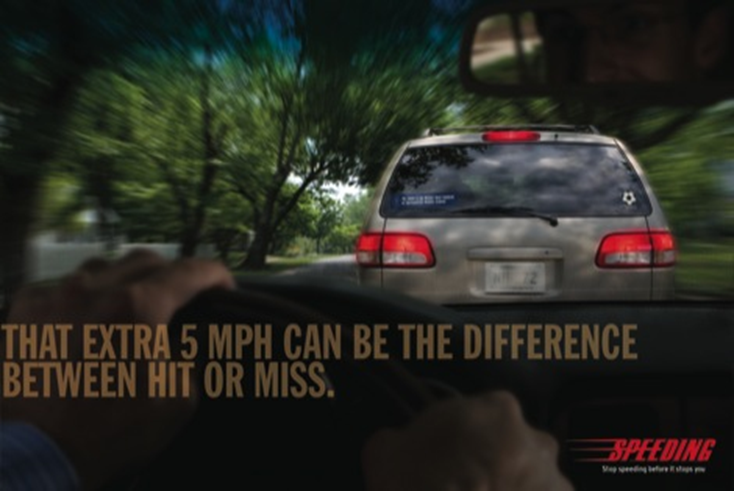 THAT EXTRA 5 MPH CAN BE THE DIFFERENCE
BETWEEN HIT OR MISS.
SPEEDING
Stop speeding before it stops you